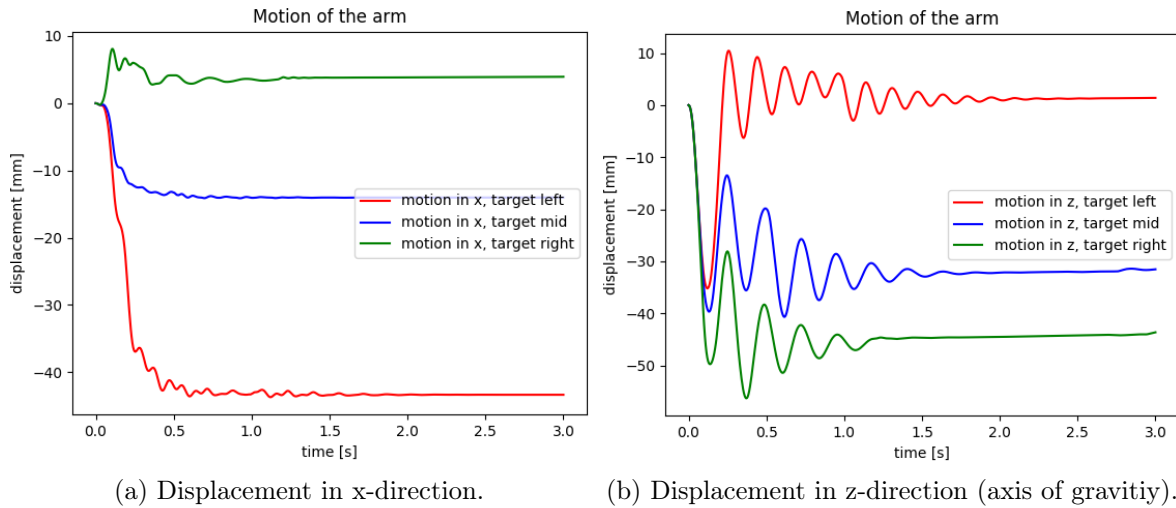 Motion of the arm
10
0
−10
−20
−30
−40
displacement [mm]
motion in x, target left
motion in x, target mid
motion in x, target right
0.0
0.5
1.0
1.5
2.0
2.5
3.0
time [s]
(a) Displacement in x-direction.
Motion of the arm
10
0
−10
−20
−30
−40
−50
displacement [mm]
motion in z, target left
motion in z, target mid
motion in z, target right
0.0
0.5
1.0
1.5
2.0
2.5
3.0
time [s]
(b) Displacement in z-direction (axis of gravitiy).